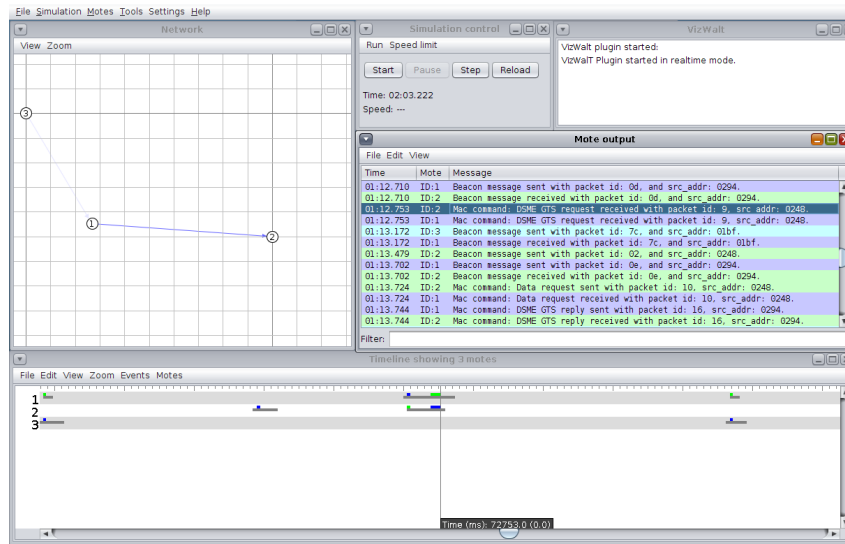 File Simulation Motes Tools Settings Help
Network
View Zoom
3
1
2
Simulation control
Run Speed limit
Start Pause Step Reload
Time: 02:03.222
Speed: ---
VizWalt
VizWalt plugin started:
VizWalT Plugin started in realtime mode.
Mote output
File Edit View
Time Mote Message
01:12.710 ID:1 Beacon message sent with packet id: 0d, and src_addr: 0294.
01:12.710 ID:2 Beacon message received with packet id: 0d, and src_addr: 0294.
01:12.753 ID:2 Mac command: DSME GTS request received with packet id: 9, src_addr: 0248.
01:12.753 ID:1 Mac command: DSME GTS request received with packet id: 9, src_addr: 0248.
01:13.172 ID:3 Beacon message sent with packet id: 7c, and src_addr: 01bf.
01:13.172 ID:1 Beacon message received with packet id: 7c, and src_addr: 01bf.
01:13.479 ID:2 Beacon message sent with packet id: 02, and src_addr: 0248.
01:13.702 ID:1 Beacon message sent with packet id: 0e, and src_addr: 0294.
01:13.702 ID:2 Beacon message received with packet id: 0e, and src_addr: 0294.
01:13.724 ID:2 Mac command: Data request sent with packet id: 10, src_addr: 0248.
01:13.724 ID:1 Mac command: Data request received with packet id: 10, src_addr: 0248.
01:13.744 ID:1 Mac command: DSME GTS reply sent with packet id: 16, src_addr: 0294.
01:13.744 ID:2 Mac command: DSME GTS reply received with packet id: 16, src_addr: 0294.
Filter:
Timeline showing 3 motes
File Edit View Zoom Events Motes
1
2
3
Time (ms): 72753.0 (0.0)